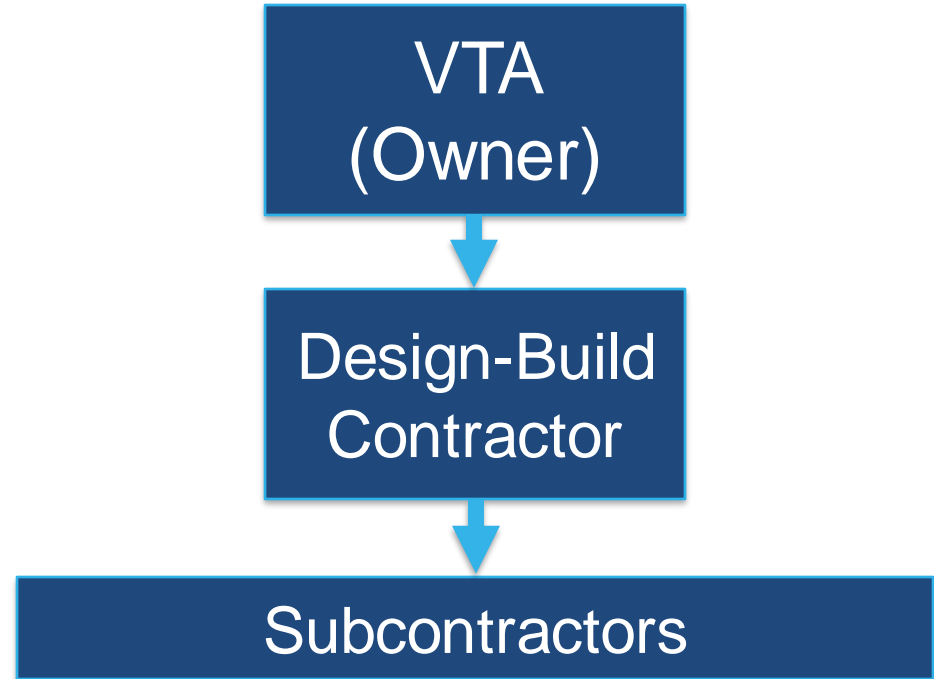 VTA
(Owner)
Design-Build
Contractor
Subcontractors